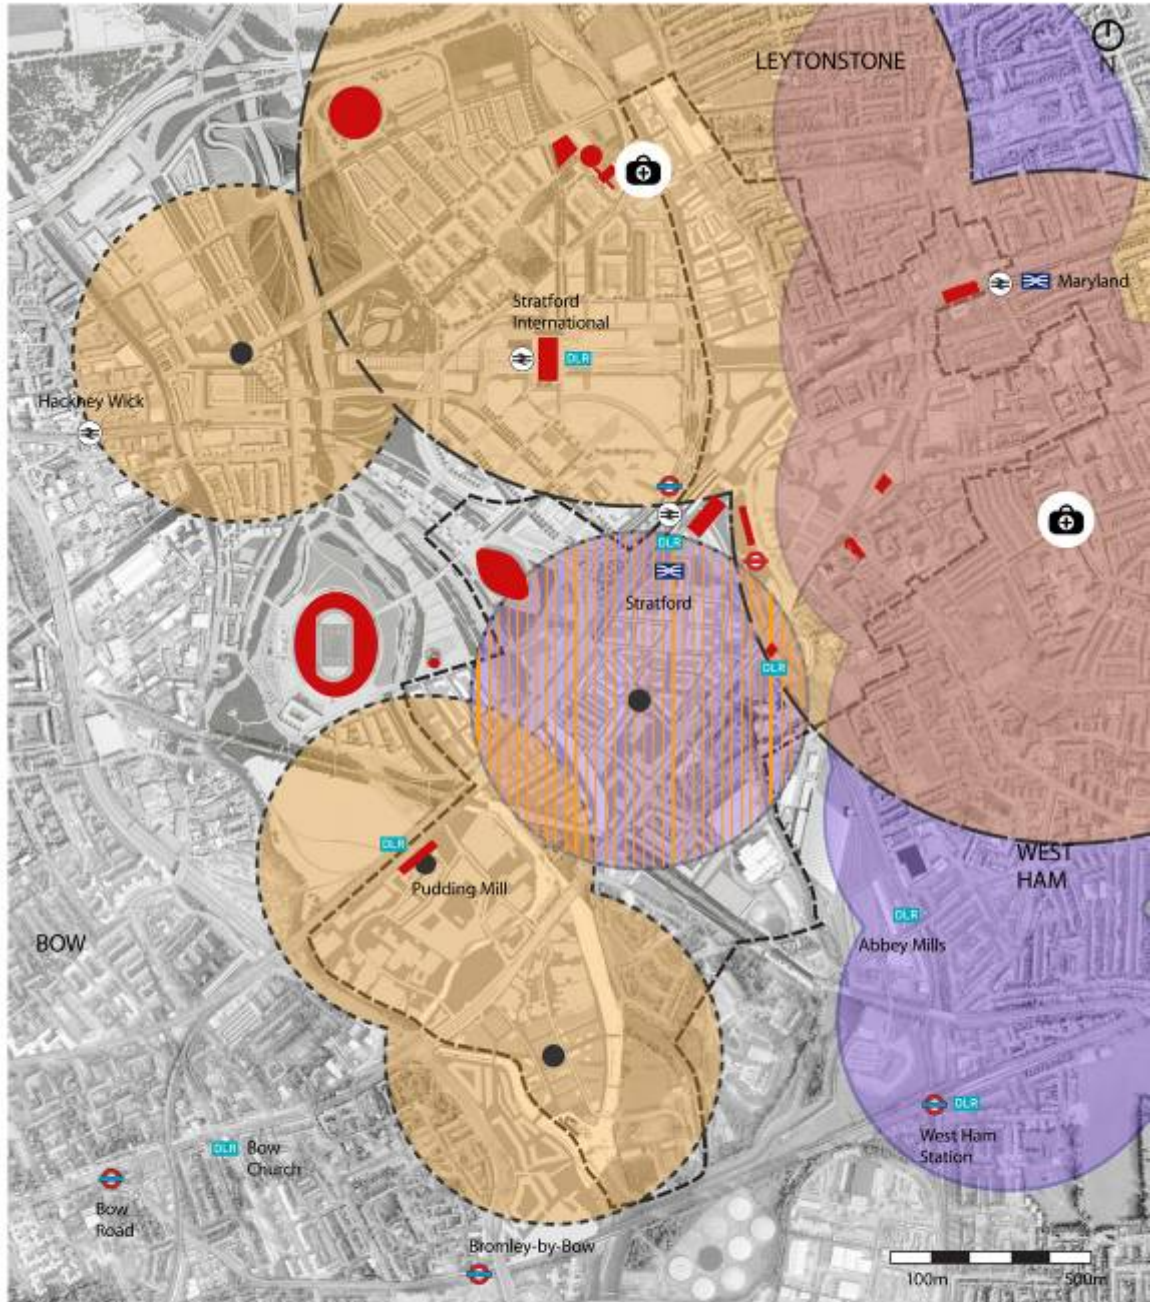 LEYTONSTONE
N
Maryland
Stratford
International
DLR
Hackney Wick
DLR
Stratford
DLR
DLR
Pudding Mill
WEST
HAM
DLR
Abbey Mills
BOW
DLR
West Ham
Station
DLR
Bow
Church
Bow
Road
Bromley-by-Bow
100m
500m